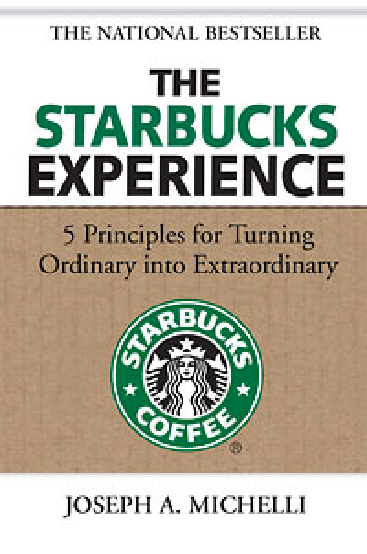 THE NATIONAL BESTSELLER
THE
STARBUCKS
EXPERIENCE
5 Principles for Turning
Ordinary into Extraordinary
STARBUCKS
COFFEE
®
JOSEPH A. MICHELLI